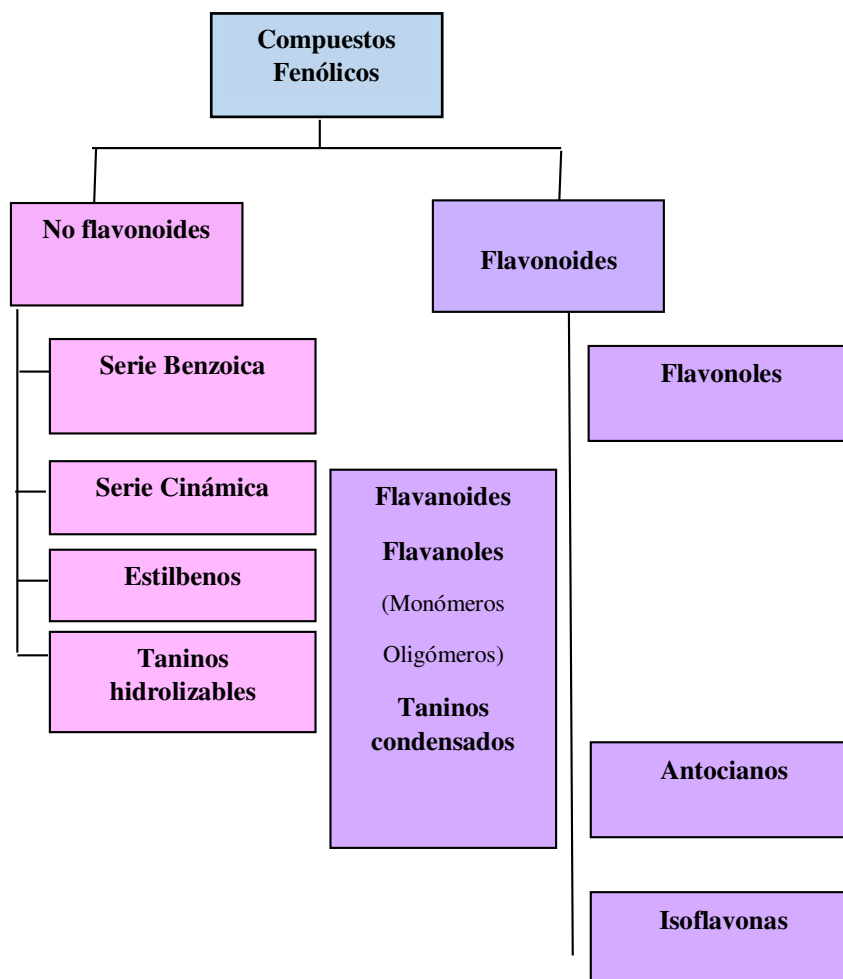 Compuestos
Fenólicos
No flavonoides
Flavonoides
Serie Benzoica
Serie Cinámica
Estilbenos
Taninos
hidrolizables
Flavanoides
Flavanoles
(Monómeros
Oligómeros)
Taninos
condensados
Flavonoles
Antocianos
Isoflavonas